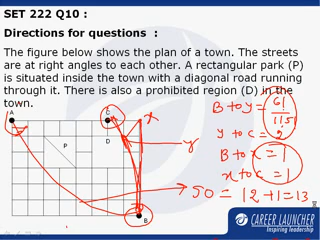 SET 222 Q10 :
Directions for questions :
The figure below shows the plan of a town. The streets
are at right angles to each other. A rectangular park (P)
is situated inside the town with a diagonal road running
through it. There is also a prohibited region (D) in the
town.
A
C
x
B to y = 6!
1!5!
P
D
y
y to c = 2
B to x = 1
x to c = 1
SO = 12 + 1 = 13
B
CAREER LAUNCHER
Inspiring leadership